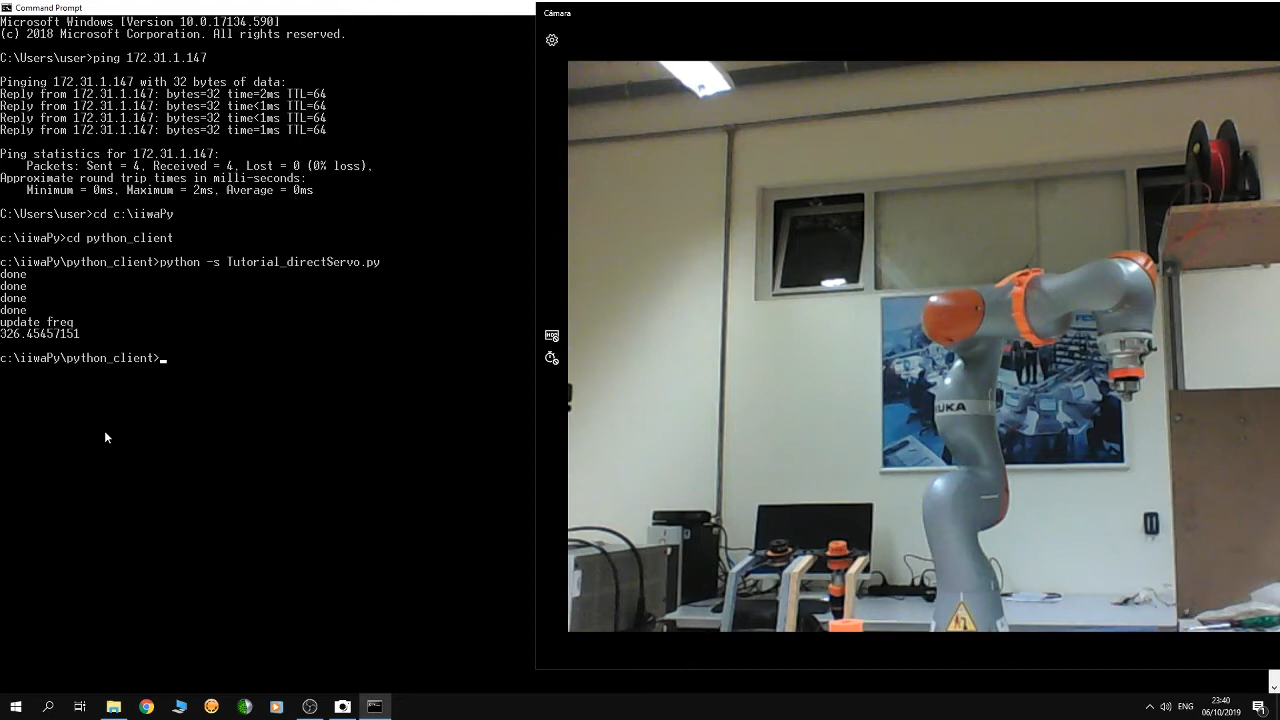 Command Prompt
Microsoft Windows [Version 10.0.17134.590]
(c) 2018 Microsoft Corporation. All rights reserved.
C:\Users\user>ping 172.31.1.147
Pinging 172.31.1.147 with 32 bytes of data:
Reply from 172.31.1.147: bytes=32 time=2ms TTL=64
Reply from 172.31.1.147: bytes=32 time<1ms TTL=64
Reply from 172.31.1.147: bytes=32 time<1ms TTL=64
Reply from 172.31.1.147: bytes=32 time=1ms TTL=64
Ping statistics for 172.31.1.147:
Packets: Sent = 4, Received = 4, Lost = 0 (0% loss),
Approximate round trip times in milli-seconds:
Minimum = 0ms, Maximum = 2ms, Average = 0ms
C:\Users\user>cd c:\iiwaPy
c:\iiwaPy>cd python_client
c:\iiwaPy\python_client>python -s Tutorial_directServo.py
done
done
done
done
update freq
326.45457151
c:\iiwaPy\python_client>
Câmara
UKA
ENG
23:40
06/10/2019